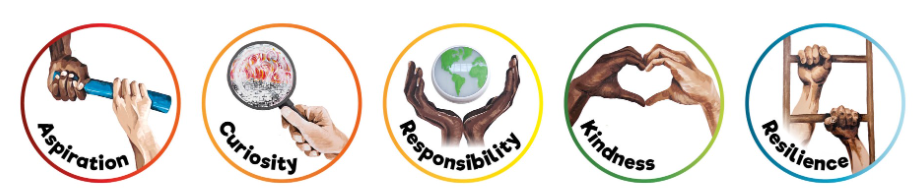 Aspiration
Curiosity
Responsibility
Kindness
Resilience